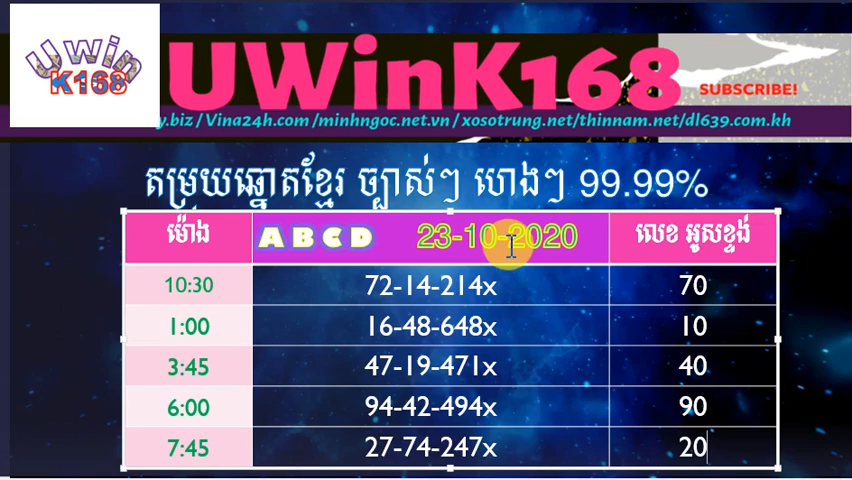 UWin
K168
UWinK168
SUBSCRIBE!
y.biz/Vina24h.com/minhngoc.net.vn/xosotrung.net/thinnam.net/dl639.com.kh
តម្រុយឆ្នោតខ្មែរ ច្បាស់ៗ ហេងៗ 99.99%
ម៉ោង A B C D 23-10-2020 លេខ អូសខ្ទង់
10:30 72-14-214x 70
1:00 16-48-648x 10
3:45 47-19-471x 40
6:00 94-42-494x 90
7:45 27-74-247x 20